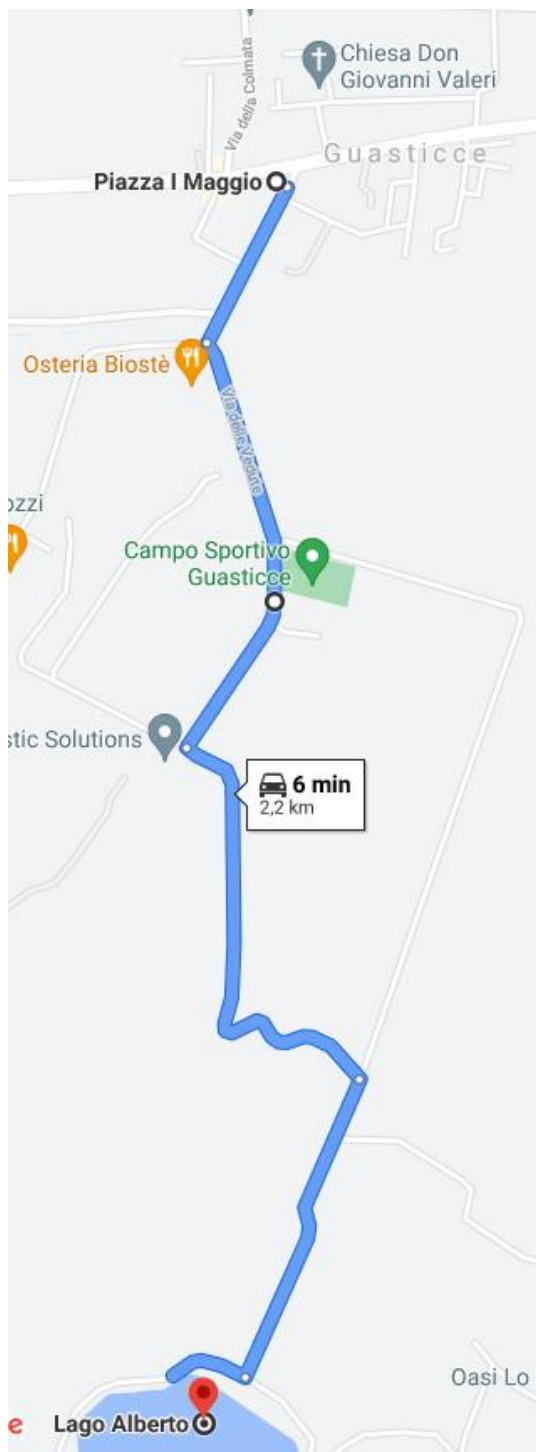 Chiesa Don
Giovanni Valeri
Via della Colmata
Guasticce
Piazza I Maggio
Osteria Biostè
Via delle Vedute
ozzi
Campo Sportivo
Guasticce
stic Solutions
6 min
2,2 km
Oasi Lo
e
Lago Alberto